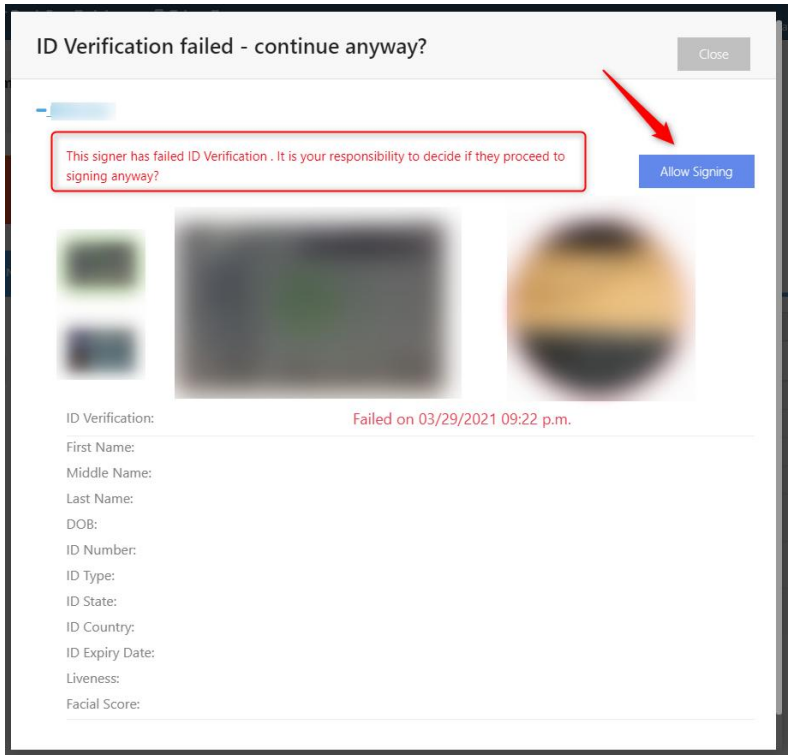 ID Verification failed - continue anyway?
Close
This signer has failed ID Verification . It is your responsibility to decide if they proceed to
signing anyway?
Allow Signing
ID Verification:
Failed on 03/29/2021 09:22 p.m.
First Name:
Middle Name:
Last Name:
DOB:
ID Number:
ID Type:
ID State:
ID Country:
ID Expiry Date:
Liveness:
Facial Score: